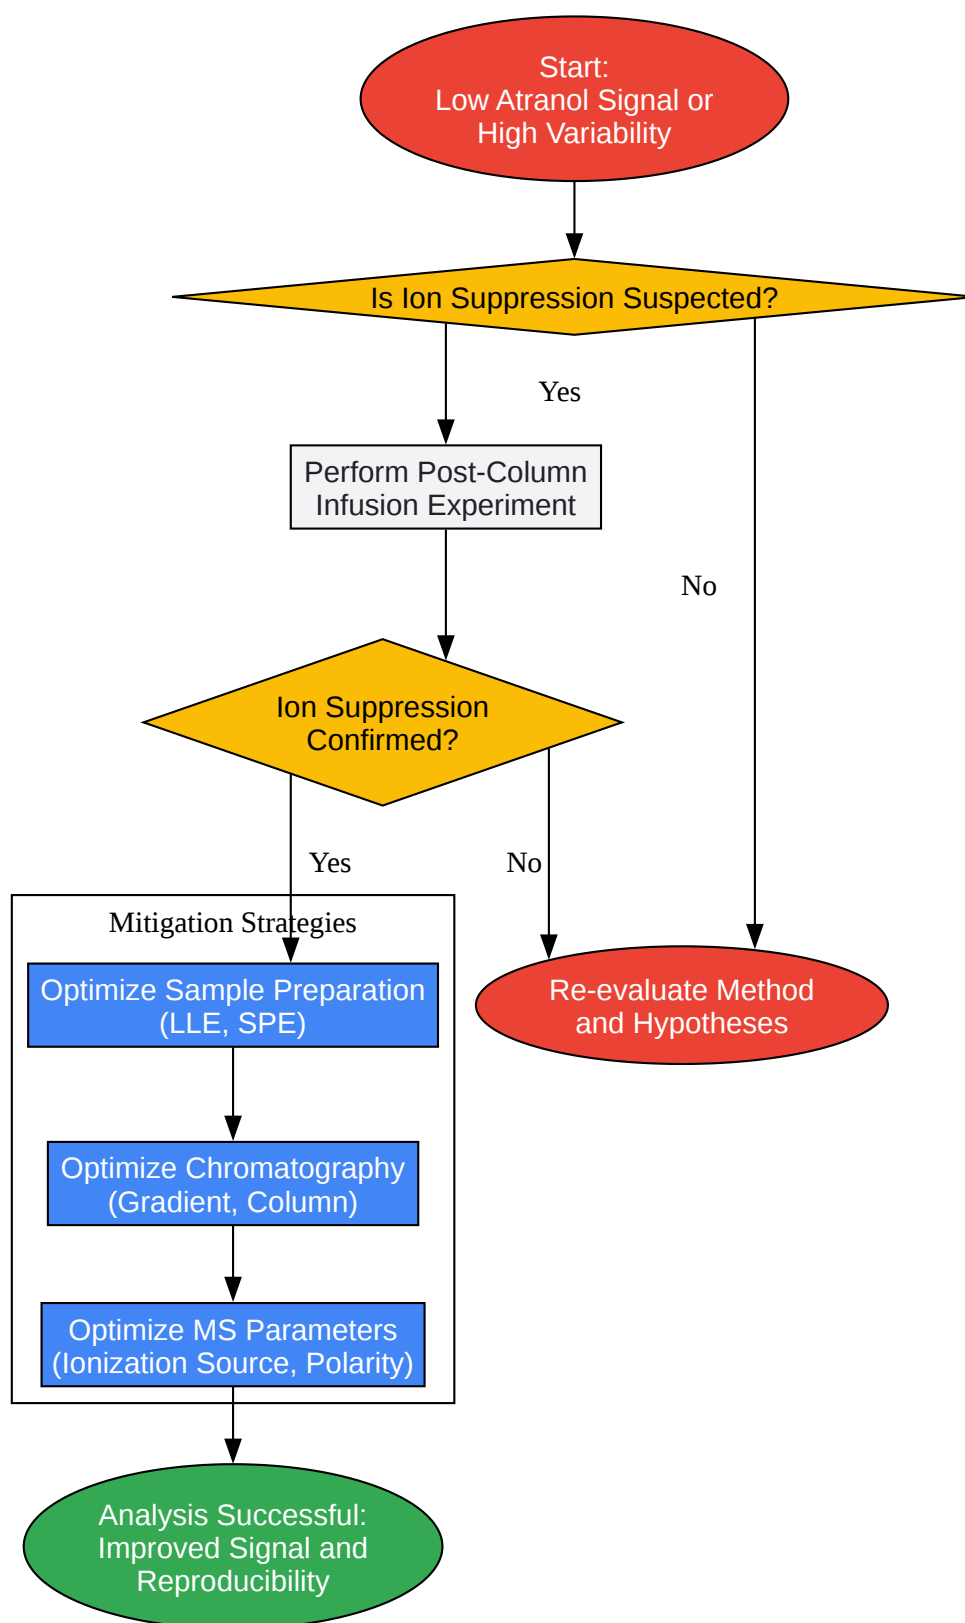 Start:
Low Atranol Signal or
High Variability
Is Ion Suppression Suspected?
Yes
Perform Post-Column
Infusion Experiment
No
Ion Suppression
Confirmed?
Yes
No
Mitigation Strategies
Optimize Sample Preparation
(LLE, SPE)
Re-evaluate Method
and Hypotheses
Optimize Chromatography
(Gradient, Column)
Optimize MS Parameters
(Ionization Source, Polarity)
Analysis Successful:
Improved Signal and
Reproducibility